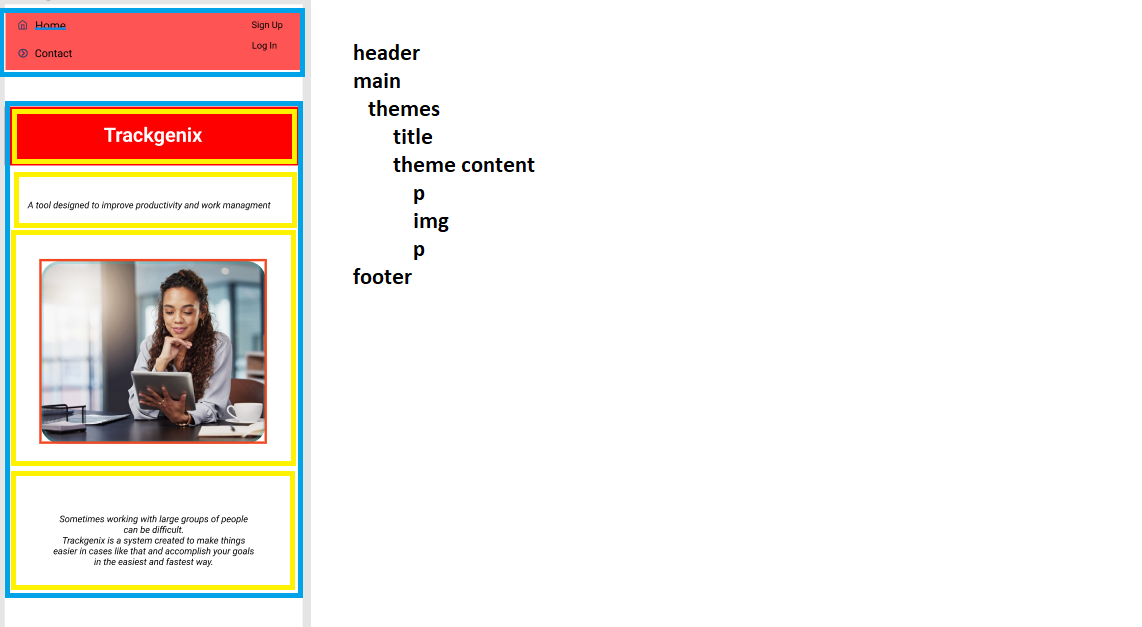 Home
Sign Up
Log In
Contact
Trackgenix
A tool designed to improve productivity and work managment
Sometimes working with large groups of people
can be difficult.
Trackgenix is a system created to make things
easier in cases like that and accomplish your goals
in the easiest and fastest way.
header
main
themes
title
theme content
p
img
p
footer